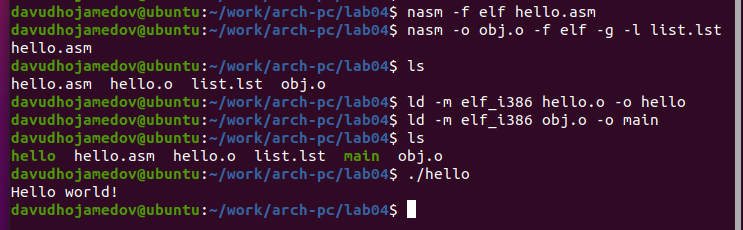 davudhojamedov@ubuntu:~/work/arch-pc/lab04$ nasm -f elf hello.asm
davudhojamedov@ubuntu:~/work/arch-pc/lab04$ nasm -o obj.o -f elf -g -l list.lst
hello.asm
davudhojamedov@ubuntu:~/work/arch-pc/lab04$ ls
hello.asm  hello.o  list.lst  obj.o
davudhojamedov@ubuntu:~/work/arch-pc/lab04$ ld -m elf_i386 hello.o -o hello
davudhojamedov@ubuntu:~/work/arch-pc/lab04$ ld -m elf_i386 obj.o -o main
davudhojamedov@ubuntu:~/work/arch-pc/lab04$ ls
hello  hello.asm  hello.o  list.lst  main  obj.o
davudhojamedov@ubuntu:~/work/arch-pc/lab04$ ./hello
Hello world!
davudhojamedov@ubuntu:~/work/arch-pc/lab04$